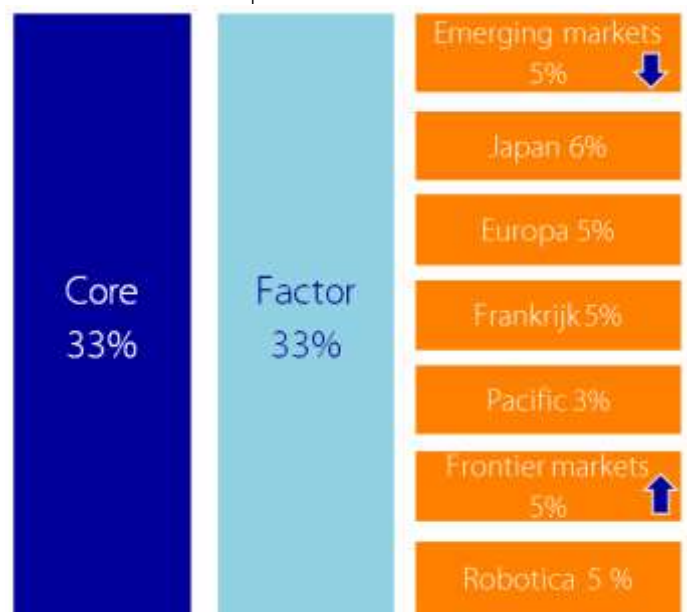 Core
33%
Factor
33%
Emerging markets
5%
Japan 6%
Europa 5%
Frankrijk 5%
Pacific 3%
Frontier markets
5%
Robotica 5 %